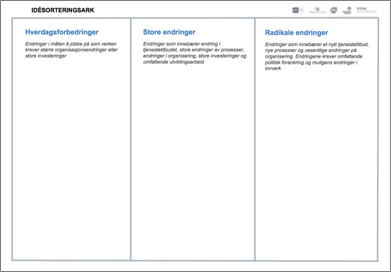 IDÉSORTERINGSARK
Hverdagsforbedringer
Endringer i måten å jobbe på som verken
krever større organisasjonsendringer eller
store investeringer
Store endringer
Endringer som innebærer endring i
tjenestetilbudet, store endringer av prosesser,
endringer i organisering, store investeringer og
omfattende utviklingsarbeid
Radikale endringer
Endringer som innebærer et nytt tjenestetilbud,
nye prosesser og vesentlige endringer på
organisering. Endringene krever omfattende
politisk forankring og muligens endringer i
lovverk